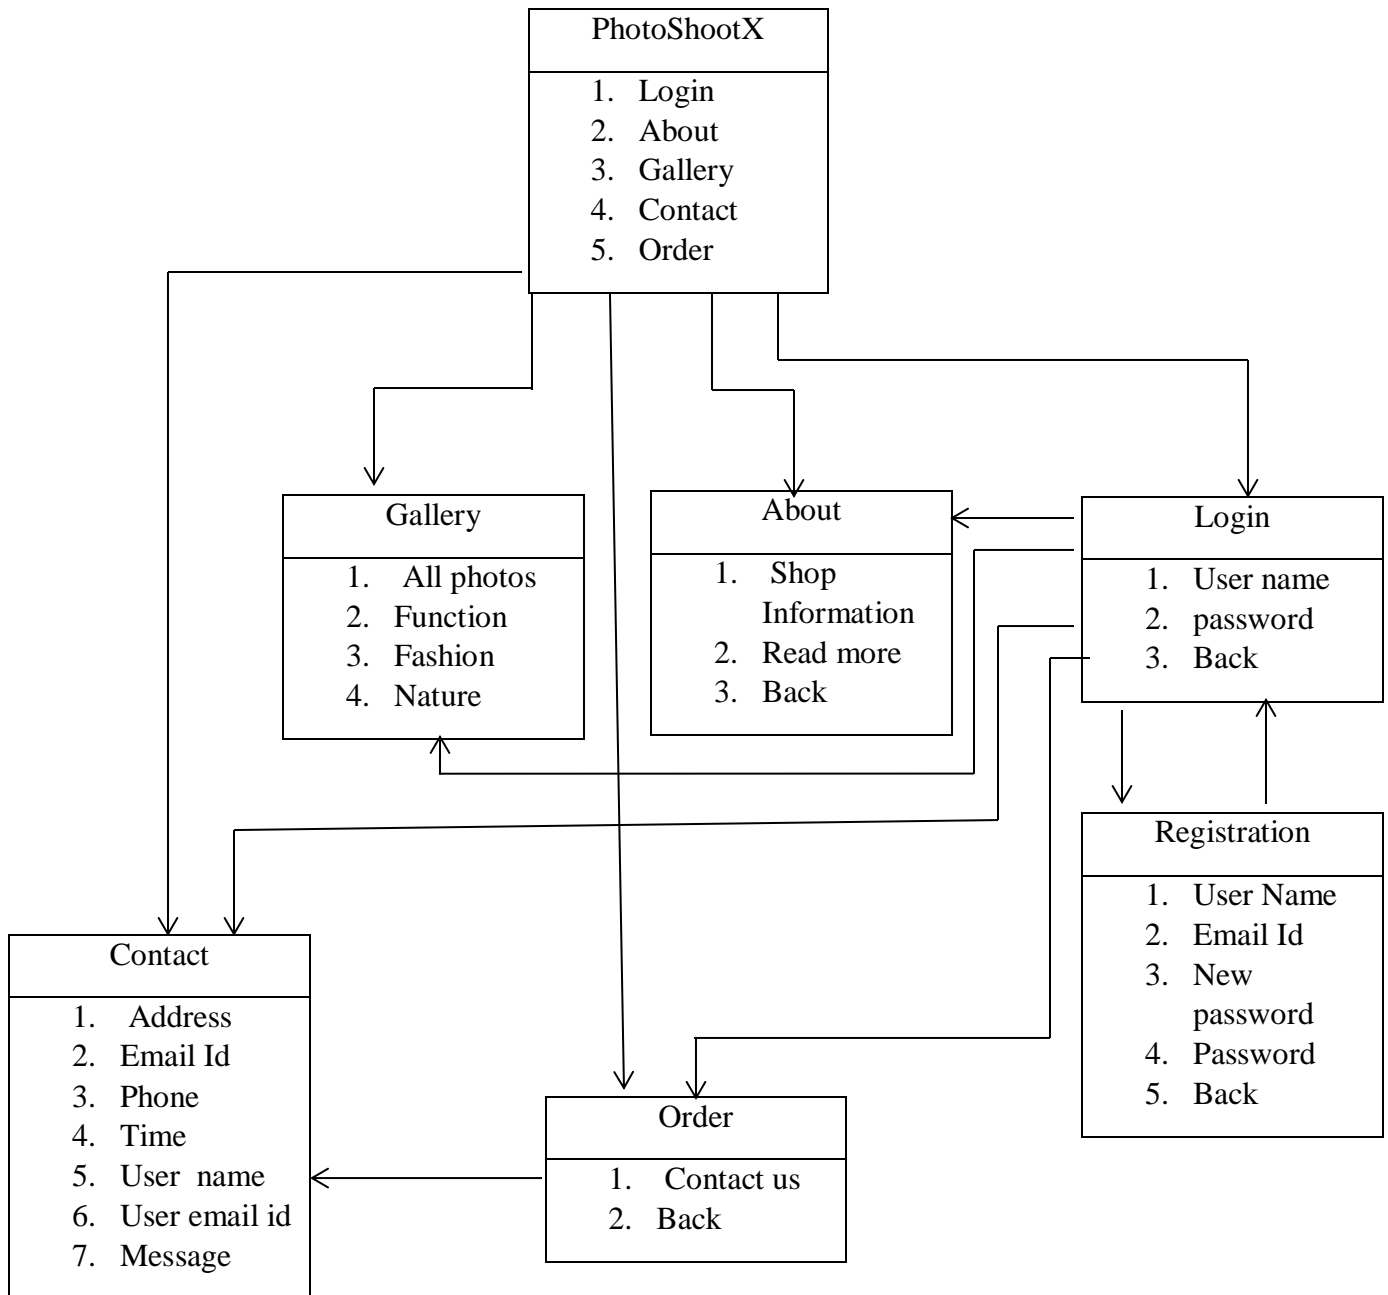 PhotoShootX
1. Login
2. About
3. Gallery
4. Contact
5. Order
Gallery
1. All photos
2. Function
3. Fashion
4. Nature
About
1. Shop
Information
2. Read more
3. Back
Login
1. User name
2. password
3. Back
Registration
1. User Name
2. Email Id
3. New
password
4. Password
5. Back
Contact
1. Address
2. Email Id
3. Phone
4. Time
5. User name
6. User email id
7. Message
Order
1. Contact us
2. Back